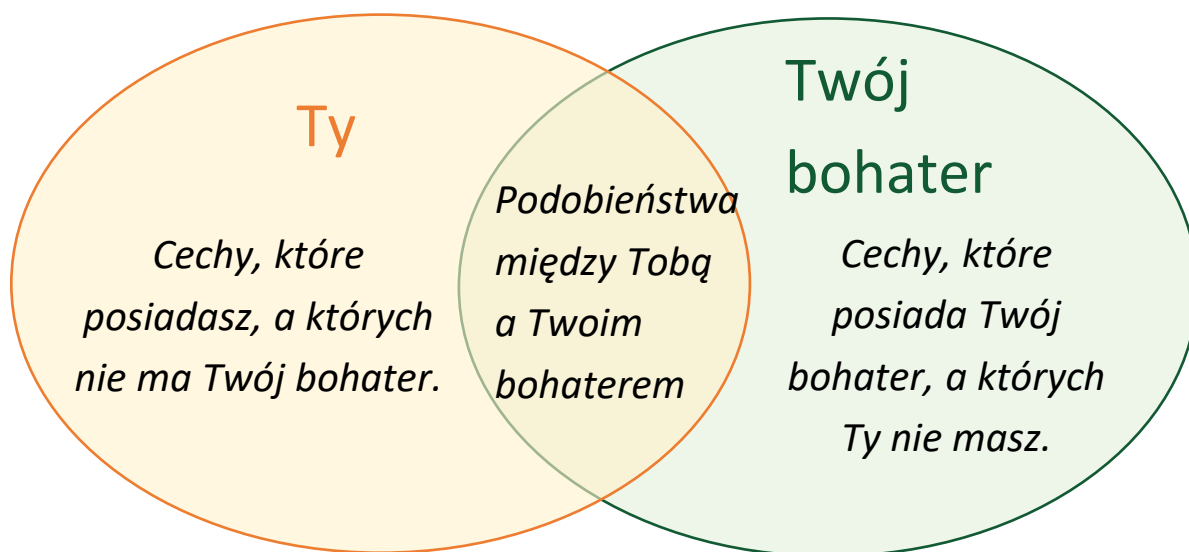 Ty
Cechy, które
posiadasz, a których
nie ma Twój bohater.
Podobieństwa
między Tobą
a Twoim
bohaterem
Twój
bohater
Cechy, które
posiada Twój
bohater, a których
Ty nie masz.